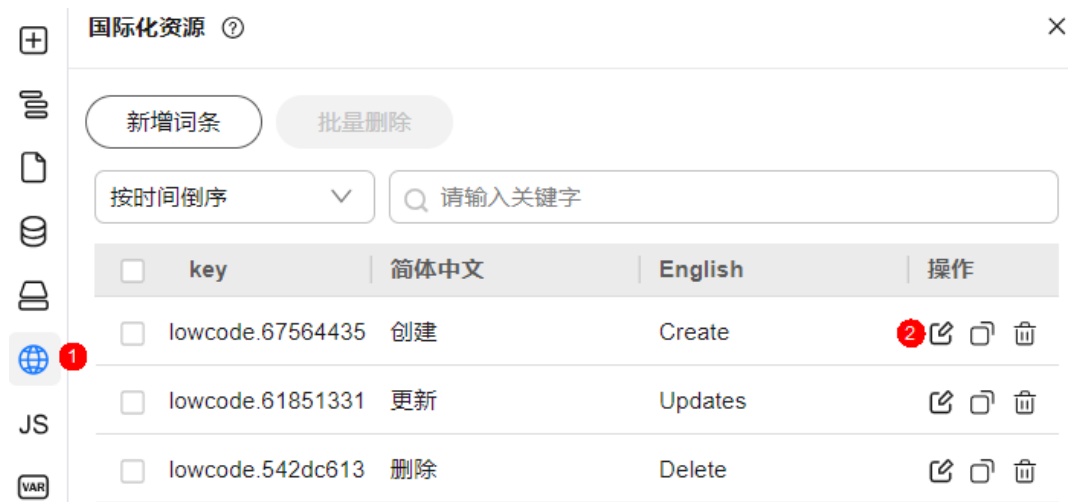 国际化资源 ?
新增词条 批量删除
按时间倒序 请输入关键字
key 简体中文 English 操作
lowcode.67564435 创建 Create 2
1
lowcode.61851331 更新 Updates
JS
lowcode.542dc613 删除 Delete
VAR